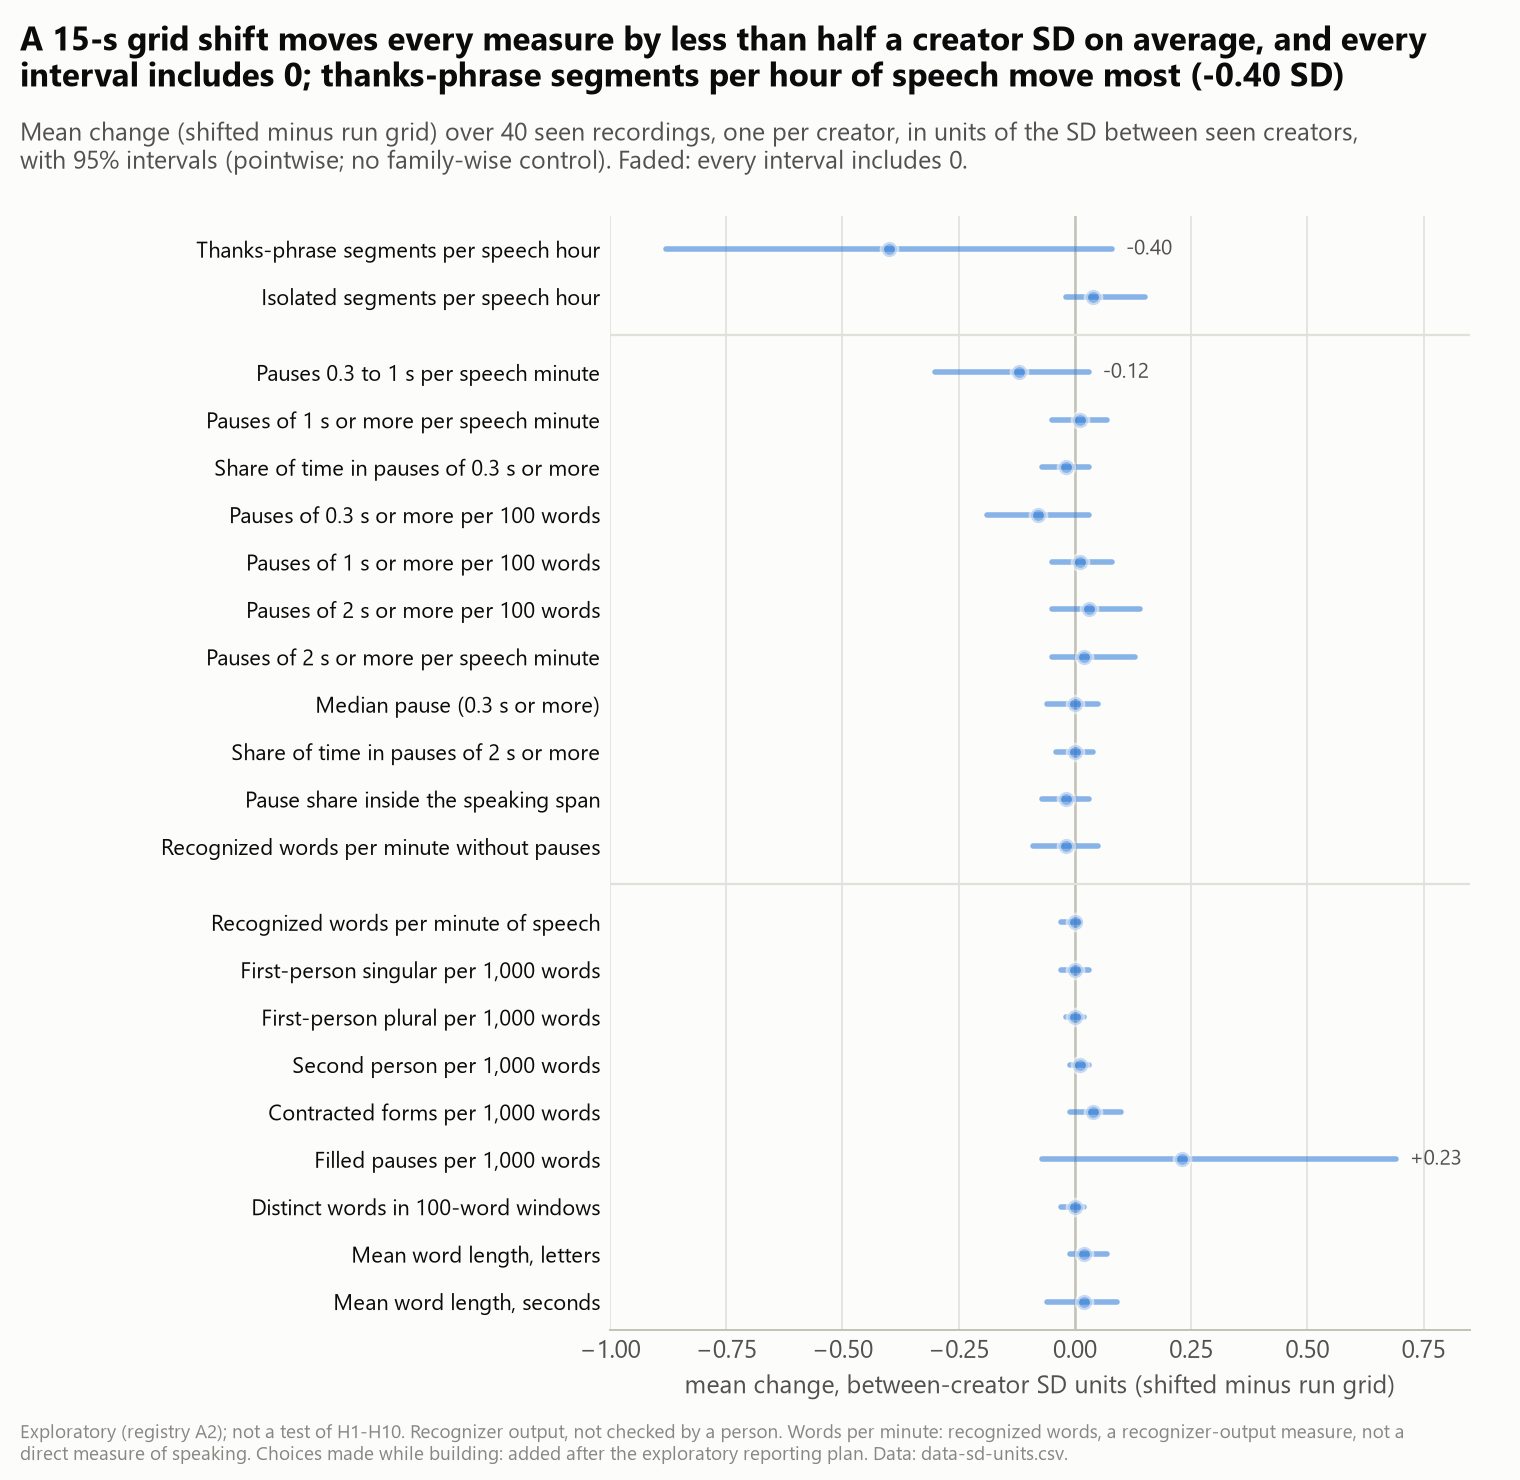 A 15-s grid shift moves every measure by less than half a creator SD on average, and every
interval includes 0; thanks-phrase segments per hour of speech move most (-0.40 SD)
Mean change (shifted minus run grid) over 40 seen recordings, one per creator, in units of the SD between seen creators,
with 95% intervals (pointwise; no family-wise control). Faded: every interval includes 0.
Thanks-phrase segments per speech hour
-0.40
Isolated segments per speech hour
Pauses 0.3 to 1 s per speech minute
-0.12
Pauses of 1 s or more per speech minute
Share of time in pauses of 0.3 s or more
Pauses of 0.3 s or more per 100 words
Pauses of 1 s or more per 100 words
Pauses of 2 s or more per 100 words
Pauses of 2 s or more per speech minute
Median pause (0.3 s or more)
Share of time in pauses of 2 s or more
Pause share inside the speaking span
Recognized words per minute without pauses
Recognized words per minute of speech
First-person singular per 1,000 words
First-person plural per 1,000 words
Second person per 1,000 words
Contracted forms per 1,000 words
Filled pauses per 1,000 words
+0.23
Distinct words in 100-word windows
Mean word length, letters
Mean word length, seconds
−1.00 −0.75 −0.50 −0.25 0.00 0.25 0.50 0.75
mean change, between-creator SD units (shifted minus run grid)
Exploratory (registry A2); not a test of H1-H10. Recognizer output, not checked by a person. Words per minute: recognized words, a recognizer-output measure, not a
direct measure of speaking. Choices made while building: added after the exploratory reporting plan. Data: data-sd-units.csv.